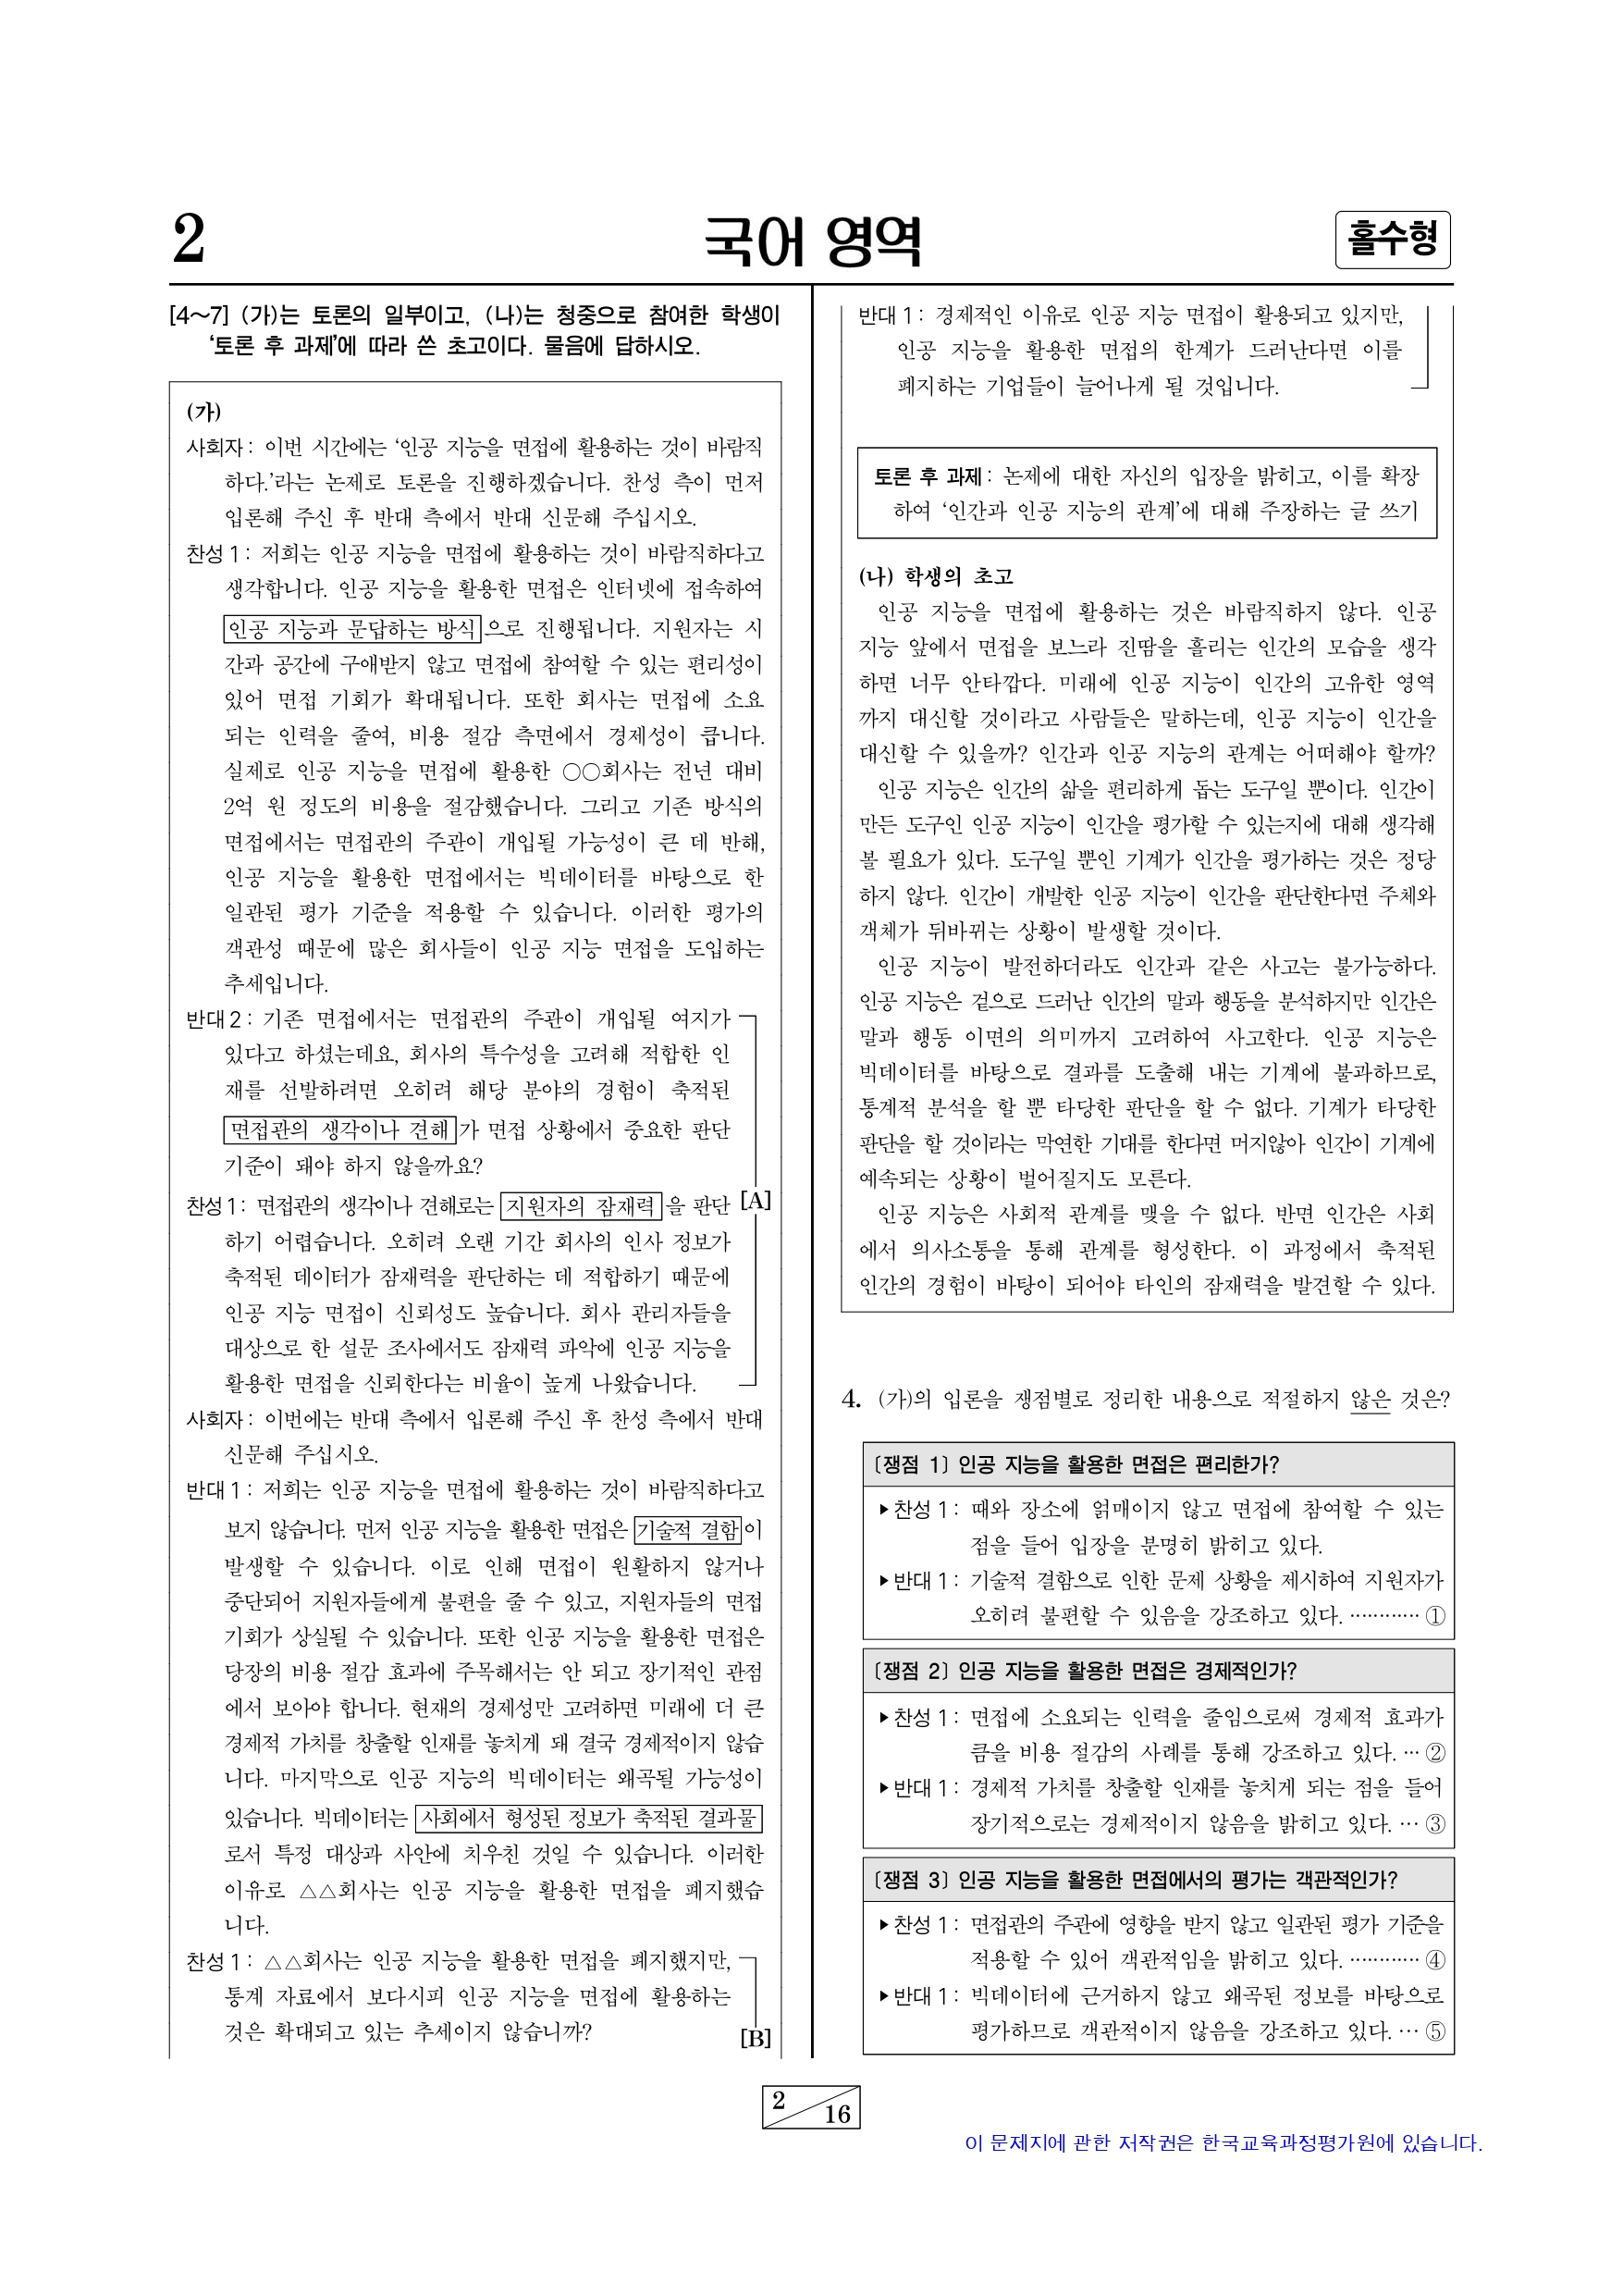 2
국어 영역
홀수형
[4～7] (가)는 토론의 일부이고, (나)는 청중으로 참여한 학생이
‘토론 후 과제’에 따라 쓴 초고이다. 물음에 답하시오.
(가)
사회자 : 이번 시간에는 ‘인공 지능을 면접에 활용하는 것이 바람직
하다.’라는 논제로 토론을 진행하겠습니다. 찬성 측이 먼저
입론해 주신 후 반대 측에서 반대 신문해 주십시오.
찬성 1 : 저희는 인공 지능을 면접에 활용하는 것이 바람직하다고
생각합니다. 인공 지능을 활용한 면접은 인터넷에 접속하여
인공 지능과 문답하는 방식으로 진행됩니다. 지원자는 시
간과 공간에 구애받지 않고 면접에 참여할 수 있는 편리성이
있어 면접 기회가 확대됩니다. 또한 회사는 면접에 소요
되는 인력을 줄여, 비용 절감 측면에서 경제성이 큽니다.
실제로 인공 지능을 면접에 활용한 ○○회사는 전년 대비
2억 원 정도의 비용을 절감했습니다. 그리고 기존 방식의
면접에서는 면접관의 주관이 개입될 가능성이 큰 데 반해,
인공 지능을 활용한 면접에서는 빅데이터를 바탕으로 한
일관된 평가 기준을 적용할 수 있습니다. 이러한 평가의
객관성 때문에 많은 회사들이 인공 지능 면접을 도입하는
추세입니다.
반대 2 : 기존 면접에서는 면접관의 주관이 개입될 여지가
있다고 하셨는데요, 회사의 특수성을 고려해 적합한 인
재를 선발하려면 오히려 해당 분야의 경험이 축적된
면접관의 생각이나 견해가 면접 상황에서 중요한 판단
기준이 돼야 하지 않을까요?
찬성 1 : 면접관의 생각이나 견해로는 지원자의 잠재력을 판단 [A]
하기 어렵습니다. 오히려 오랜 기간 회사의 인사 정보가
축적된 데이터가 잠재력을 판단하는 데 적합하기 때문에
인공 지능 면접이 신뢰성도 높습니다. 회사 관리자들을
대상으로 한 설문 조사에서도 잠재력 파악에 인공 지능을
활용한 면접을 신뢰한다는 비율이 높게 나왔습니다.
사회자 : 이번에는 반대 측에서 입론해 주신 후 찬성 측에서 반대
신문해 주십시오.
반대 1 : 저희는 인공 지능을 면접에 활용하는 것이 바람직하다고
보지 않습니다. 먼저 인공 지능을 활용한 면접은 기술적 결함이
발생할 수 있습니다. 이로 인해 면접이 원활하지 않거나
중단되어 지원자들에게 불편을 줄 수 있고, 지원자들의 면접
기회가 상실될 수 있습니다. 또한 인공 지능을 활용한 면접은
당장의 비용 절감 효과에 주목해서는 안 되고 장기적인 관점
에서 보아야 합니다. 현재의 경제성만 고려하면 미래에 더 큰
경제적 가치를 창출할 인재를 놓치게 돼 결국 경제적이지 않습
니다. 마지막으로 인공 지능의 빅데이터는 왜곡될 가능성이
있습니다. 빅데이터는 사회에서 형성된 정보가 축적된 결과물
로서 특정 대상과 사안에 치우친 것일 수 있습니다. 이러한
이유로 △△회사는 인공 지능을 활용한 면접을 폐지했습
니다.
찬성 1 : △△회사는 인공 지능을 활용한 면접을 폐지했지만,
통계 자료에서 보다시피 인공 지능을 면접에 활용하는
것은 확대되고 있는 추세이지 않습니까? [B]
반대 1 : 경제적인 이유로 인공 지능 면접이 활용되고 있지만,
인공 지능을 활용한 면접의 한계가 드러난다면 이를
폐지하는 기업들이 늘어나게 될 것입니다.
토론 후 과제 : 논제에 대한 자신의 입장을 밝히고, 이를 확장
하여 ‘인간과 인공 지능의 관계’에 대해 주장하는 글 쓰기
(나) 학생의 초고
인공 지능을 면접에 활용하는 것은 바람직하지 않다. 인공
지능 앞에서 면접을 보느라 진땀을 흘리는 인간의 모습을 생각
하면 너무 안타깝다. 미래에 인공 지능이 인간의 고유한 영역
까지 대신할 것이라고 사람들은 말하는데, 인공 지능이 인간을
대신할 수 있을까? 인간과 인공 지능의 관계는 어떠해야 할까?
인공 지능은 인간의 삶을 편리하게 돕는 도구일 뿐이다. 인간이
만든 도구인 인공 지능이 인간을 평가할 수 있는지에 대해 생각해
볼 필요가 있다. 도구일 뿐인 기계가 인간을 평가하는 것은 정당
하지 않다. 인간이 개발한 인공 지능이 인간을 판단한다면 주체와
객체가 뒤바뀌는 상황이 발생할 것이다.
인공 지능이 발전하더라도 인간과 같은 사고는 불가능하다.
인공 지능은 겉으로 드러난 인간의 말과 행동을 분석하지만 인간은
말과 행동 이면의 의미까지 고려하여 사고한다. 인공 지능은
빅데이터를 바탕으로 결과를 도출해 내는 기계에 불과하므로,
통계적 분석을 할 뿐 타당한 판단을 할 수 없다. 기계가 타당한
판단을 할 것이라는 막연한 기대를 한다면 머지않아 인간이 기계에
예속되는 상황이 벌어질지도 모른다.
인공 지능은 사회적 관계를 맺을 수 없다. 반면 인간은 사회
에서 의사소통을 통해 관계를 형성한다. 이 과정에서 축적된
인간의 경험이 바탕이 되어야 타인의 잠재력을 발견할 수 있다.
4. (가)의 입론을 쟁점별로 정리한 내용으로 적절하지 않은 것은?
〔쟁점 1〕 인공 지능을 활용한 면접은 편리한가?
▶찬성 1 : 때와 장소에 얽매이지 않고 면접에 참여할 수 있는
점을 들어 입장을 분명히 밝히고 있다.
▶반대 1 : 기술적 결함으로 인한 문제 상황을 제시하여 지원자가
오히려 불편할 수 있음을 강조하고 있다. ………… ①
〔쟁점 2〕 인공 지능을 활용한 면접은 경제적인가?
▶찬성 1 : 면접에 소요되는 인력을 줄임으로써 경제적 효과가
큼을 비용 절감의 사례를 통해 강조하고 있다. … ②
▶반대 1 : 경제적 가치를 창출할 인재를 놓치게 되는 점을 들어
장기적으로는 경제적이지 않음을 밝히고 있다. … ③
〔쟁점 3〕 인공 지능을 활용한 면접에서의 평가는 객관적인가?
▶찬성 1 : 면접관의 주관에 영향을 받지 않고 일관된 평가 기준을
적용할 수 있어 객관적임을 밝히고 있다. ………… ④
▶반대 1 : 빅데이터에 근거하지 않고 왜곡된 정보를 바탕으로
평가하므로 객관적이지 않음을 강조하고 있다. … ⑤
2
16
이 문제지에 관한 저작권은 한국교육과정평가원에 있습니다.